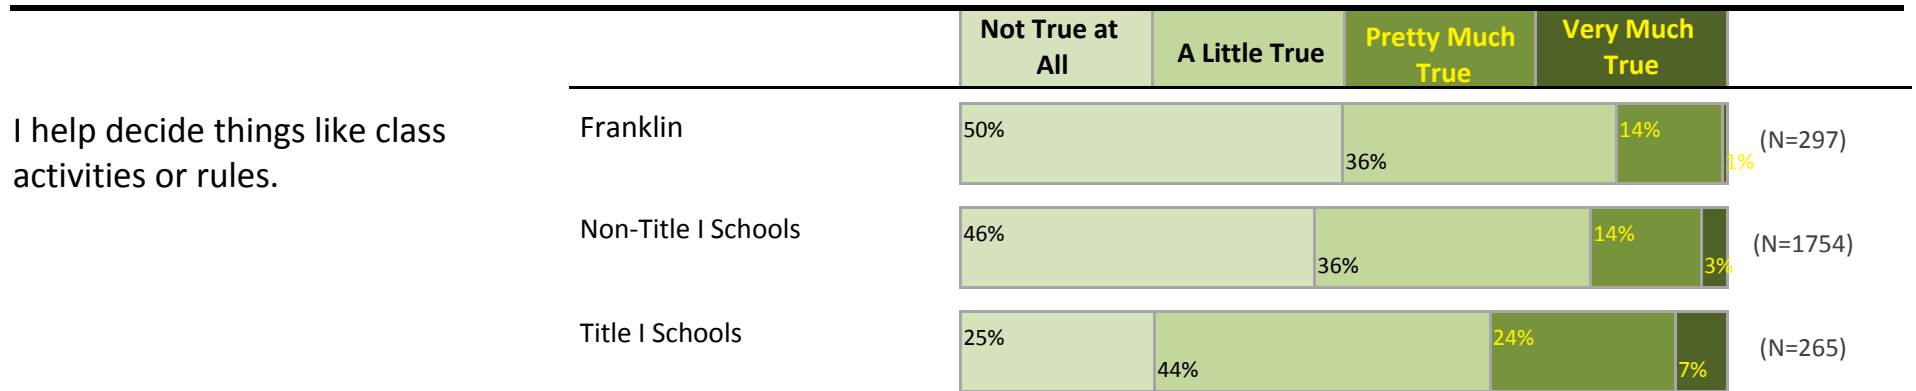 Not True at
All
A Little True
Pretty Much
True
Very Much
True
I help decide things like class
activities or rules.
Franklin
50%
36%
14%
1%
(N=297)
Non-Title I Schools
46%
36%
14%
3%
(N=1754)
Title I Schools
25%
44%
24%
7%
(N=265)